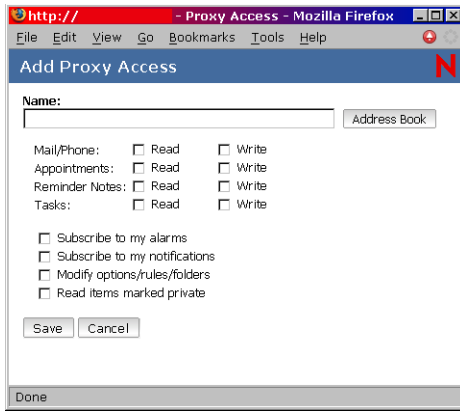 http:// - Proxy Access - Mozilla Firefox
File Edit View Go Bookmarks Tools Help
Add Proxy Access N
Name:
Address Book
Mail/Phone: Read Write
Appointments: Read Write
Reminder Notes: Read Write
Tasks: Read Write
Subscribe to my alarms
Subscribe to my notifications
Modify options/rules/folders
Read items marked private
Save Cancel
Done